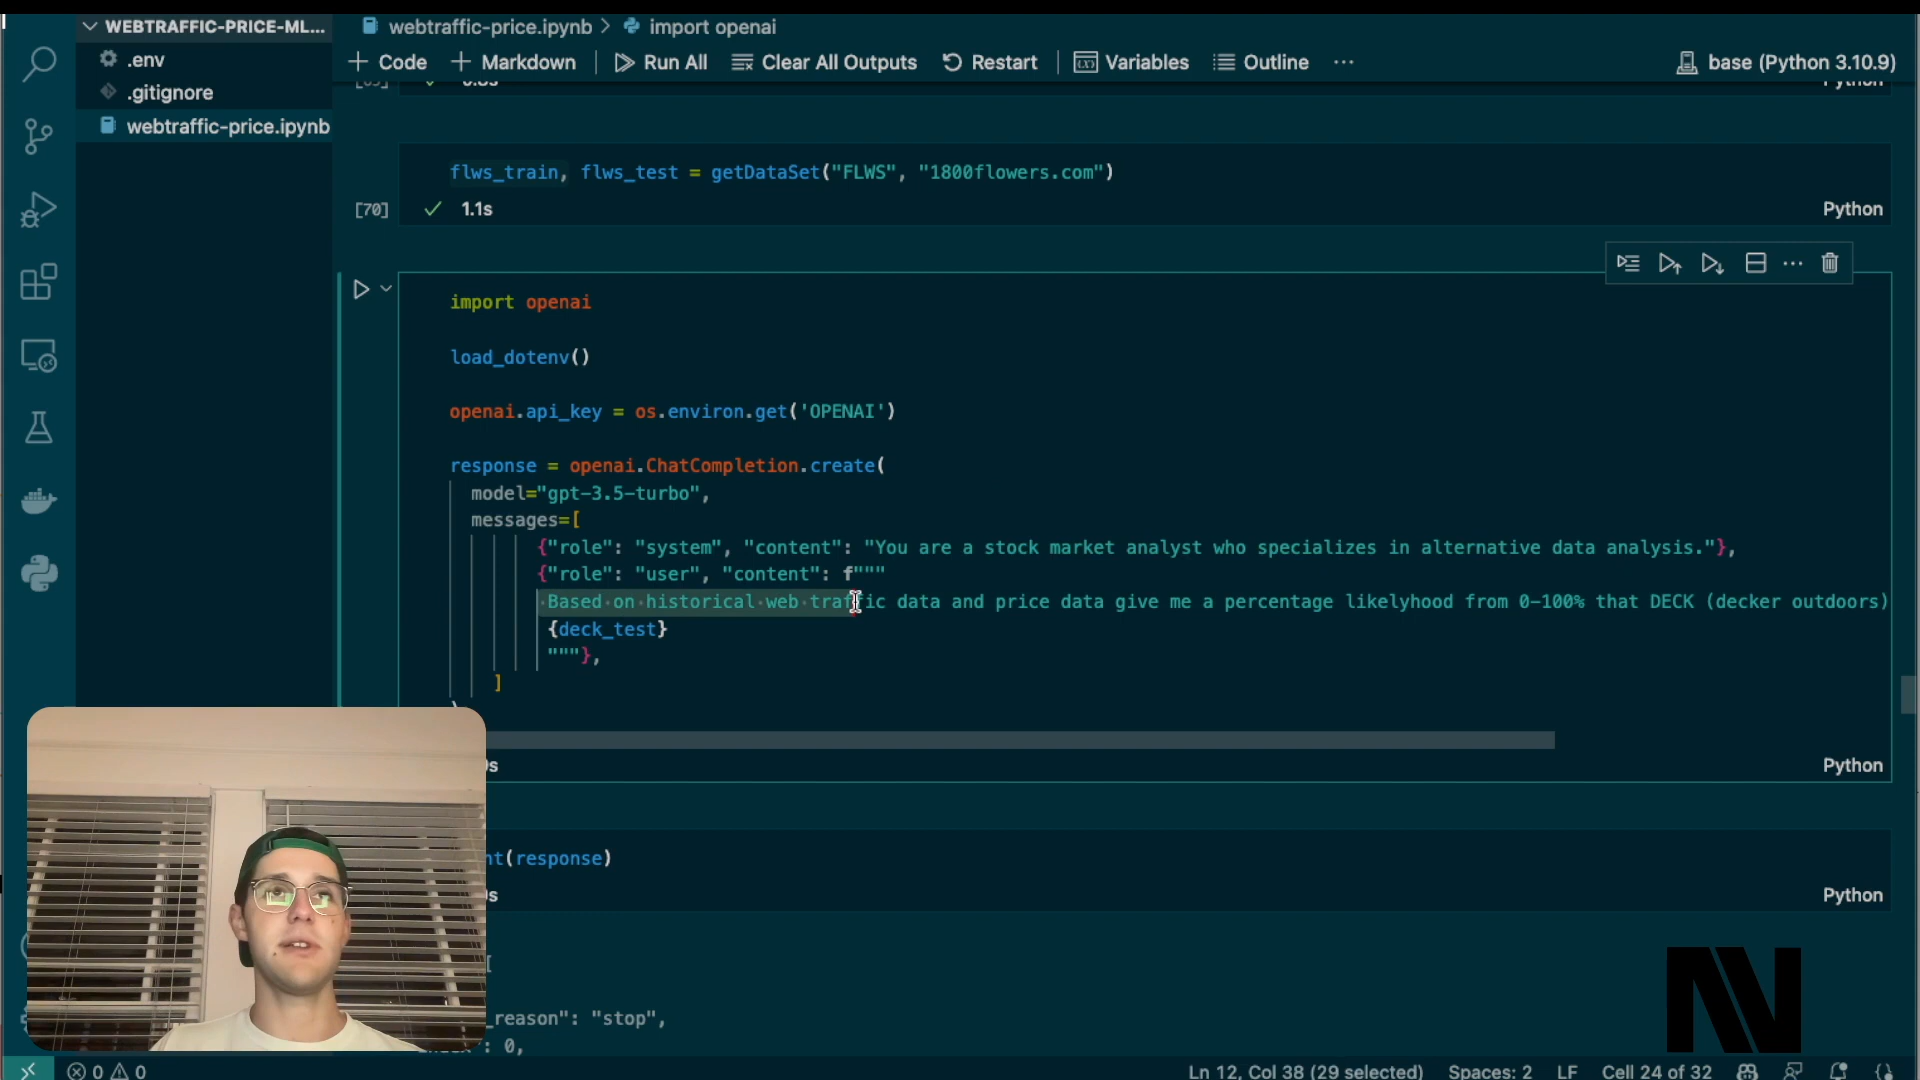 WEBTRAFFIC-PRICE-ML...
webtraffic-price.ipynb > import openai
.env
.gitignore
webtraffic-price.ipynb
+ Code + Markdown Run All Clear All Outputs Restart Variables Outline ... base (Python 3.10.9)
flws_train, flws_test = getDataSet("FLWS", "1800flowers.com")
[70] 1.1s Python
import openai
load_dotenv()
openai.api_key = os.environ.get('OPENAI')
response = openai.ChatCompletion.create(
model="gpt-3.5-turbo",
messages=[
{"role": "system", "content": "You are a stock market analyst who specializes in alternative data analysis."},
{"role": "user", "content": f"""
Based on historical web traffic data and price data give me a percentage likelyhood from 0-100% that DECK (decker outdoors)
{deck_test}
"""},
]
Python
nt(response)
Python
_reason": "stop",
": 0,
N
0 0
Ln 12, Col 38 (29 selected) Spaces: 2 LF Cell 24 of 32